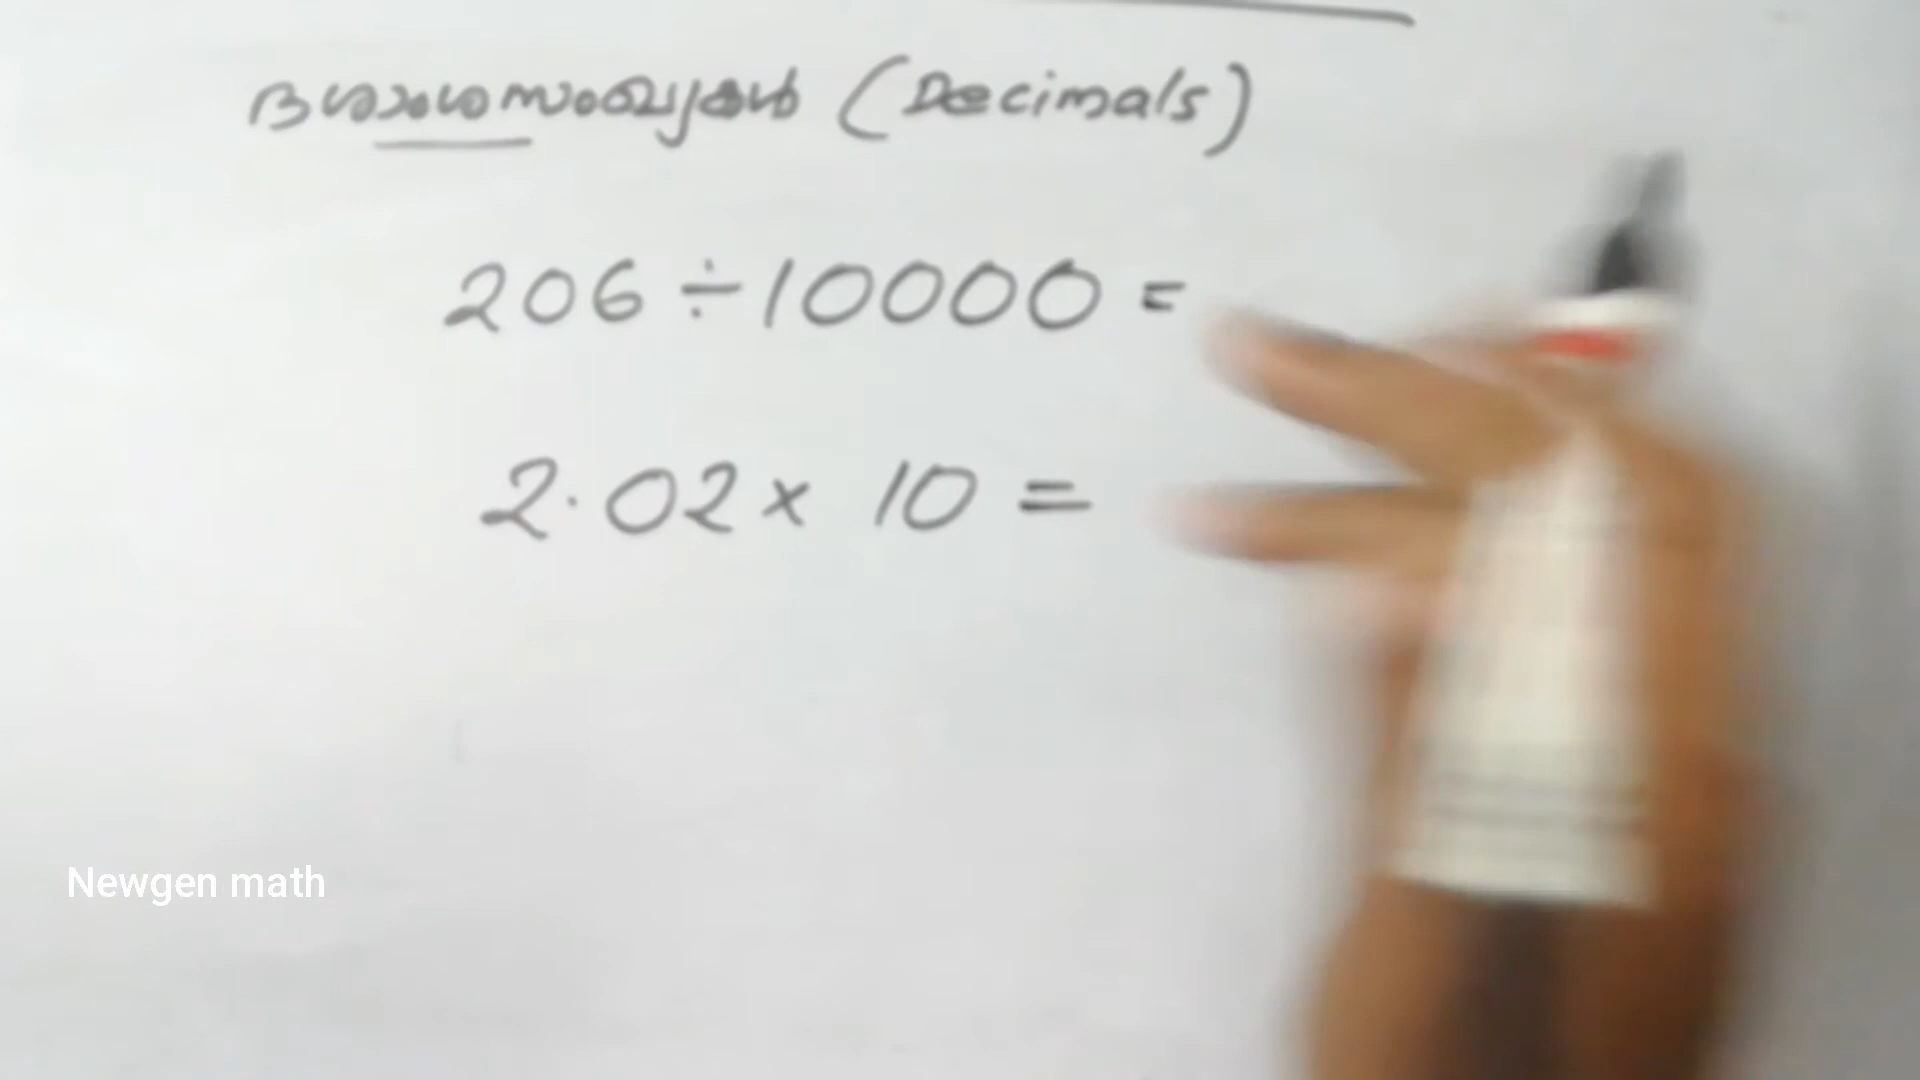 ദശാംശസംഖ്യകൾ (Decimals)
206 ÷ 10000 =
2.02 × 10 =
Newgen math